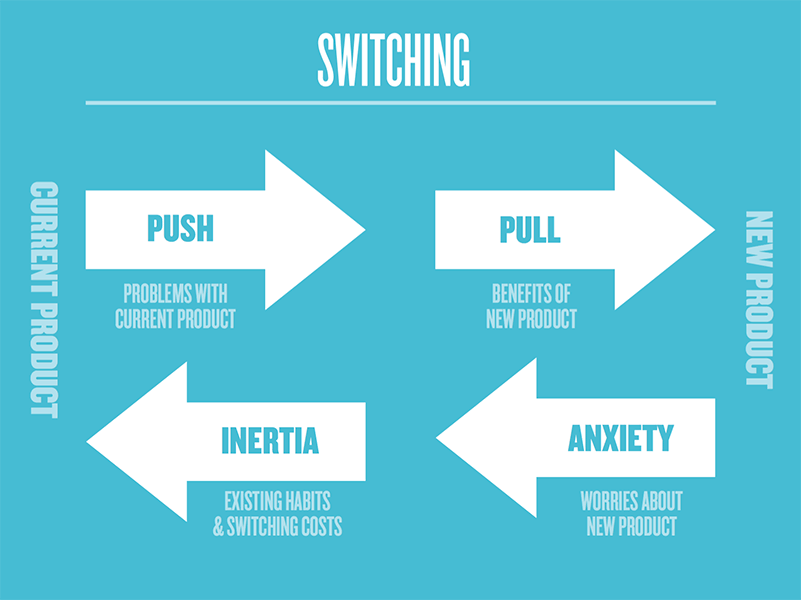 SWITCHING
CURRENT PRODUCT
PUSH
PROBLEMS WITH
CURRENT PRODUCT
PULL
BENEFITS OF
NEW PRODUCT
NEW PRODUCT
INERTIA
EXISTING HABITS
& SWITCHING COSTS
ANXIETY
WORRIES ABOUT
NEW PRODUCT